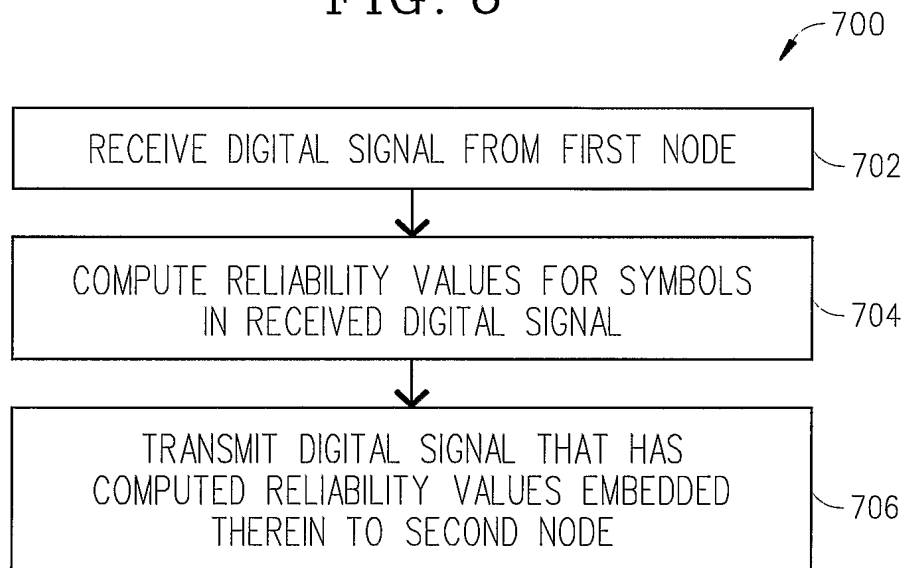 FIG. 6
700
RECEIVE DIGITAL SIGNAL FROM FIRST NODE
702
COMPUTE RELIABILITY VALUES FOR SYMBOLS
IN RECEIVED DIGITAL SIGNAL
704
TRANSMIT DIGITAL SIGNAL THAT HAS
COMPUTED RELIABILITY VALUES EMBEDDED
THEREIN TO SECOND NODE
706